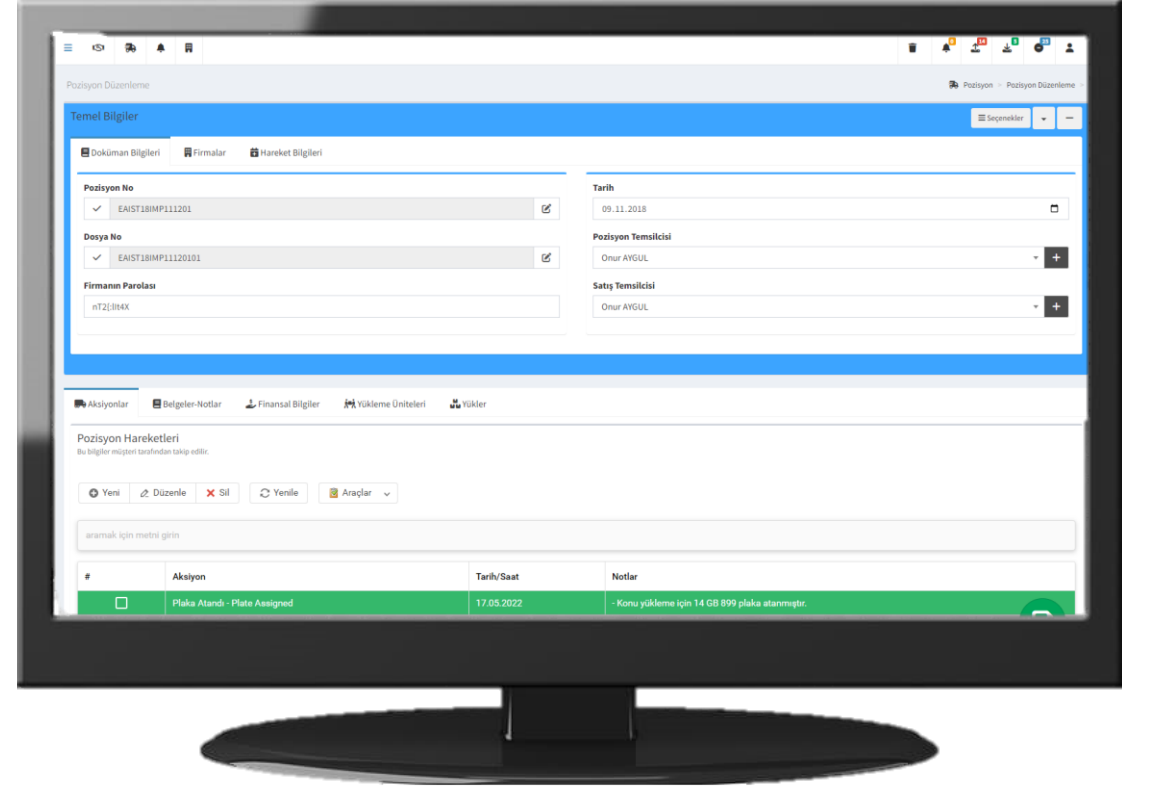 14
Pozisyon Düzenleme
Pozisyon > Pozisyon Düzenleme >
Temel Bilgiler
Seçenekler
Doküman Bilgileri Firmalar Hareket Bilgileri
Pozisyon No
Tarih
EAIST18IMP111201
09.11.2018
Dosya No
Pozisyon Temsilcisi
EAIST18IMP11120101
Onur AYGUL
Firmanın Parolası
Satış Temsilcisi
Onur AYGUL
Aksiyonlar Belgeler-Notlar Finansal Bilgiler Yükleme Üniteleri Yükler
Pozisyon Hareketleri
Bu bilgiler müşteri tarafından takip edilir.
Yeni Düzenle Sil Yenile Araçlar
aramak için metni girin
# Aksiyon Tarih/Saat Notlar
Plaka Atandı - Plate Assigned 17.05.2022 - Konu yükleme için 14 GB 899 plaka atanmıştır.